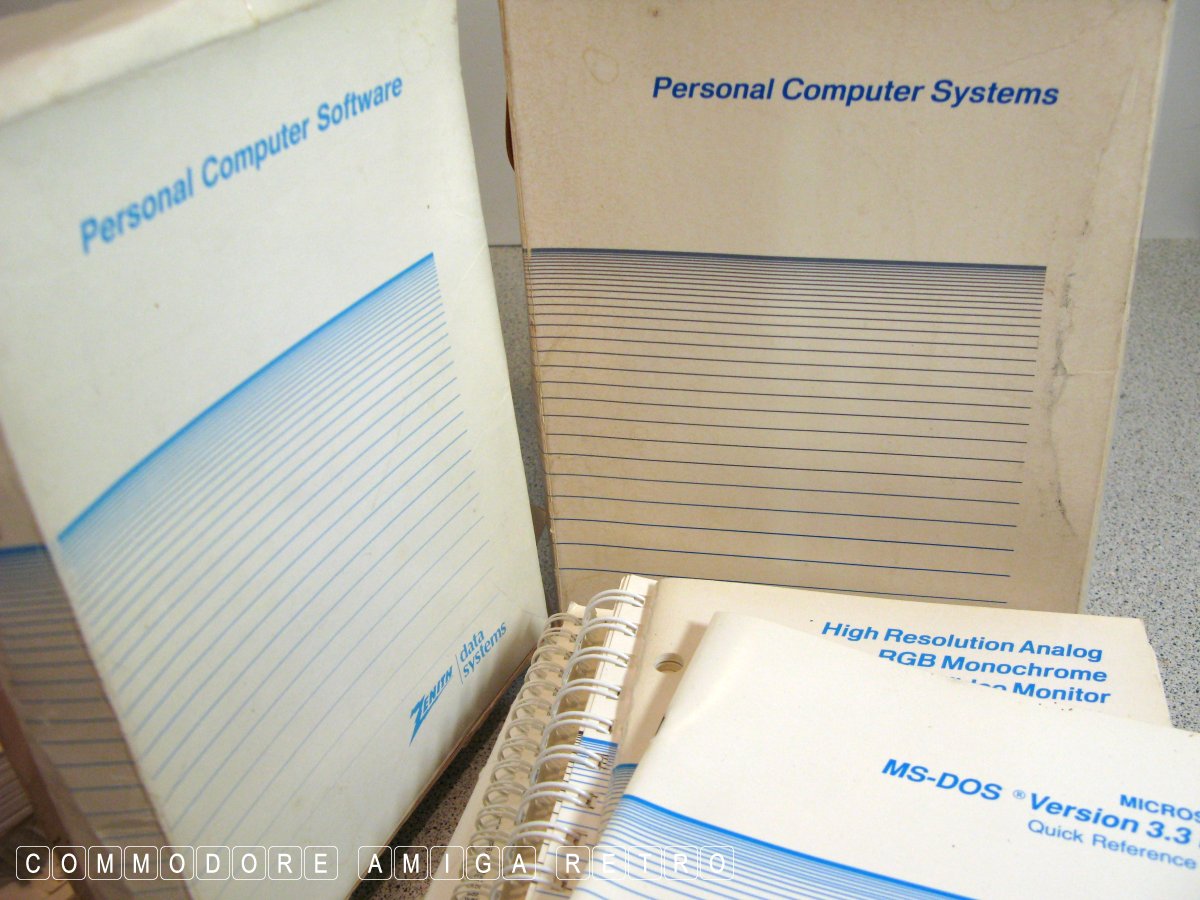 Personal Computer Software
ZENITH
data
systems
Personal Computer Systems
High Resolution Analog
RGB Monochrome
Monitor
MICROS
MS-DOS® Version 3.3
Quick Reference
COMMODORE AMIGA RETRO